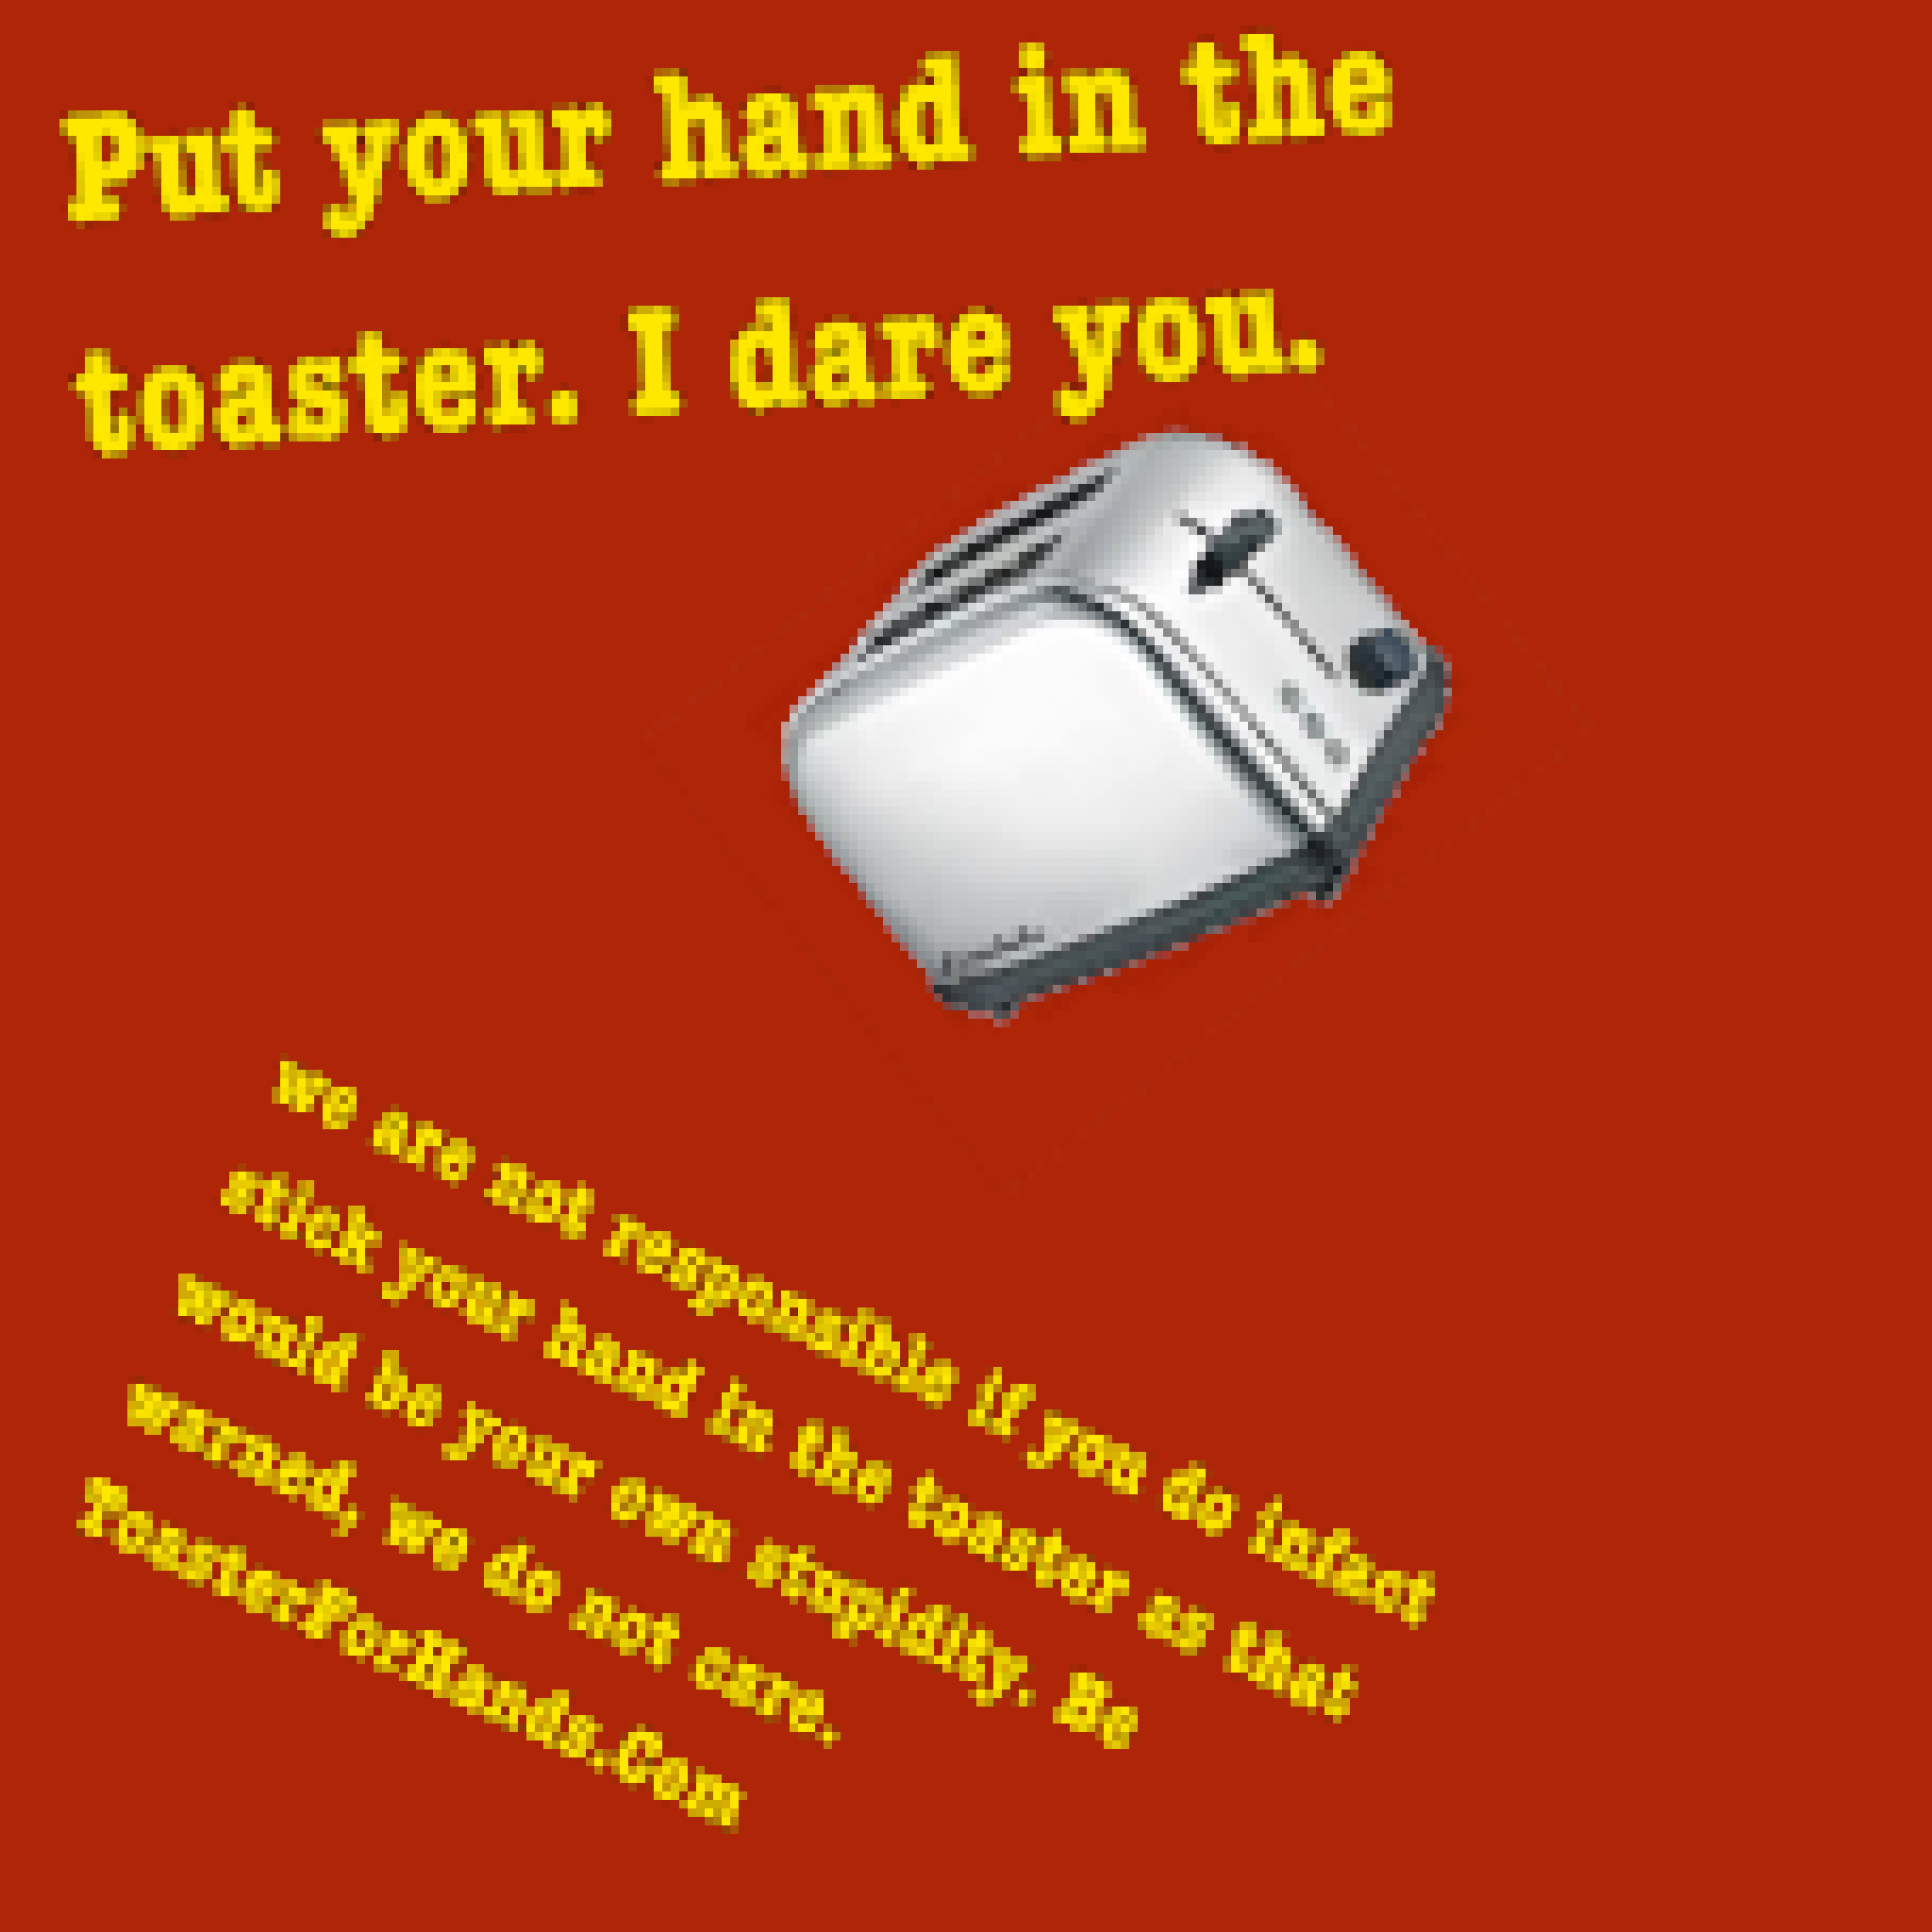 Put your hand in the
toaster. I dare you.
We are not responsible if you do infact
stick your hand in the toaster as that
would be your own stupidity. Be
warned, we do not care.
ToasterForHands.Com